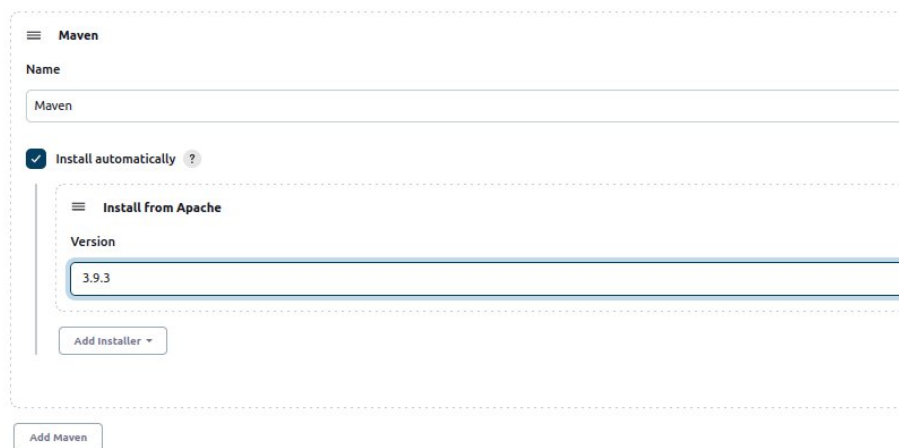 Maven
Name
Maven
Install automatically ?
Install from Apache
Version
3.9.3
Add Installer
Add Maven